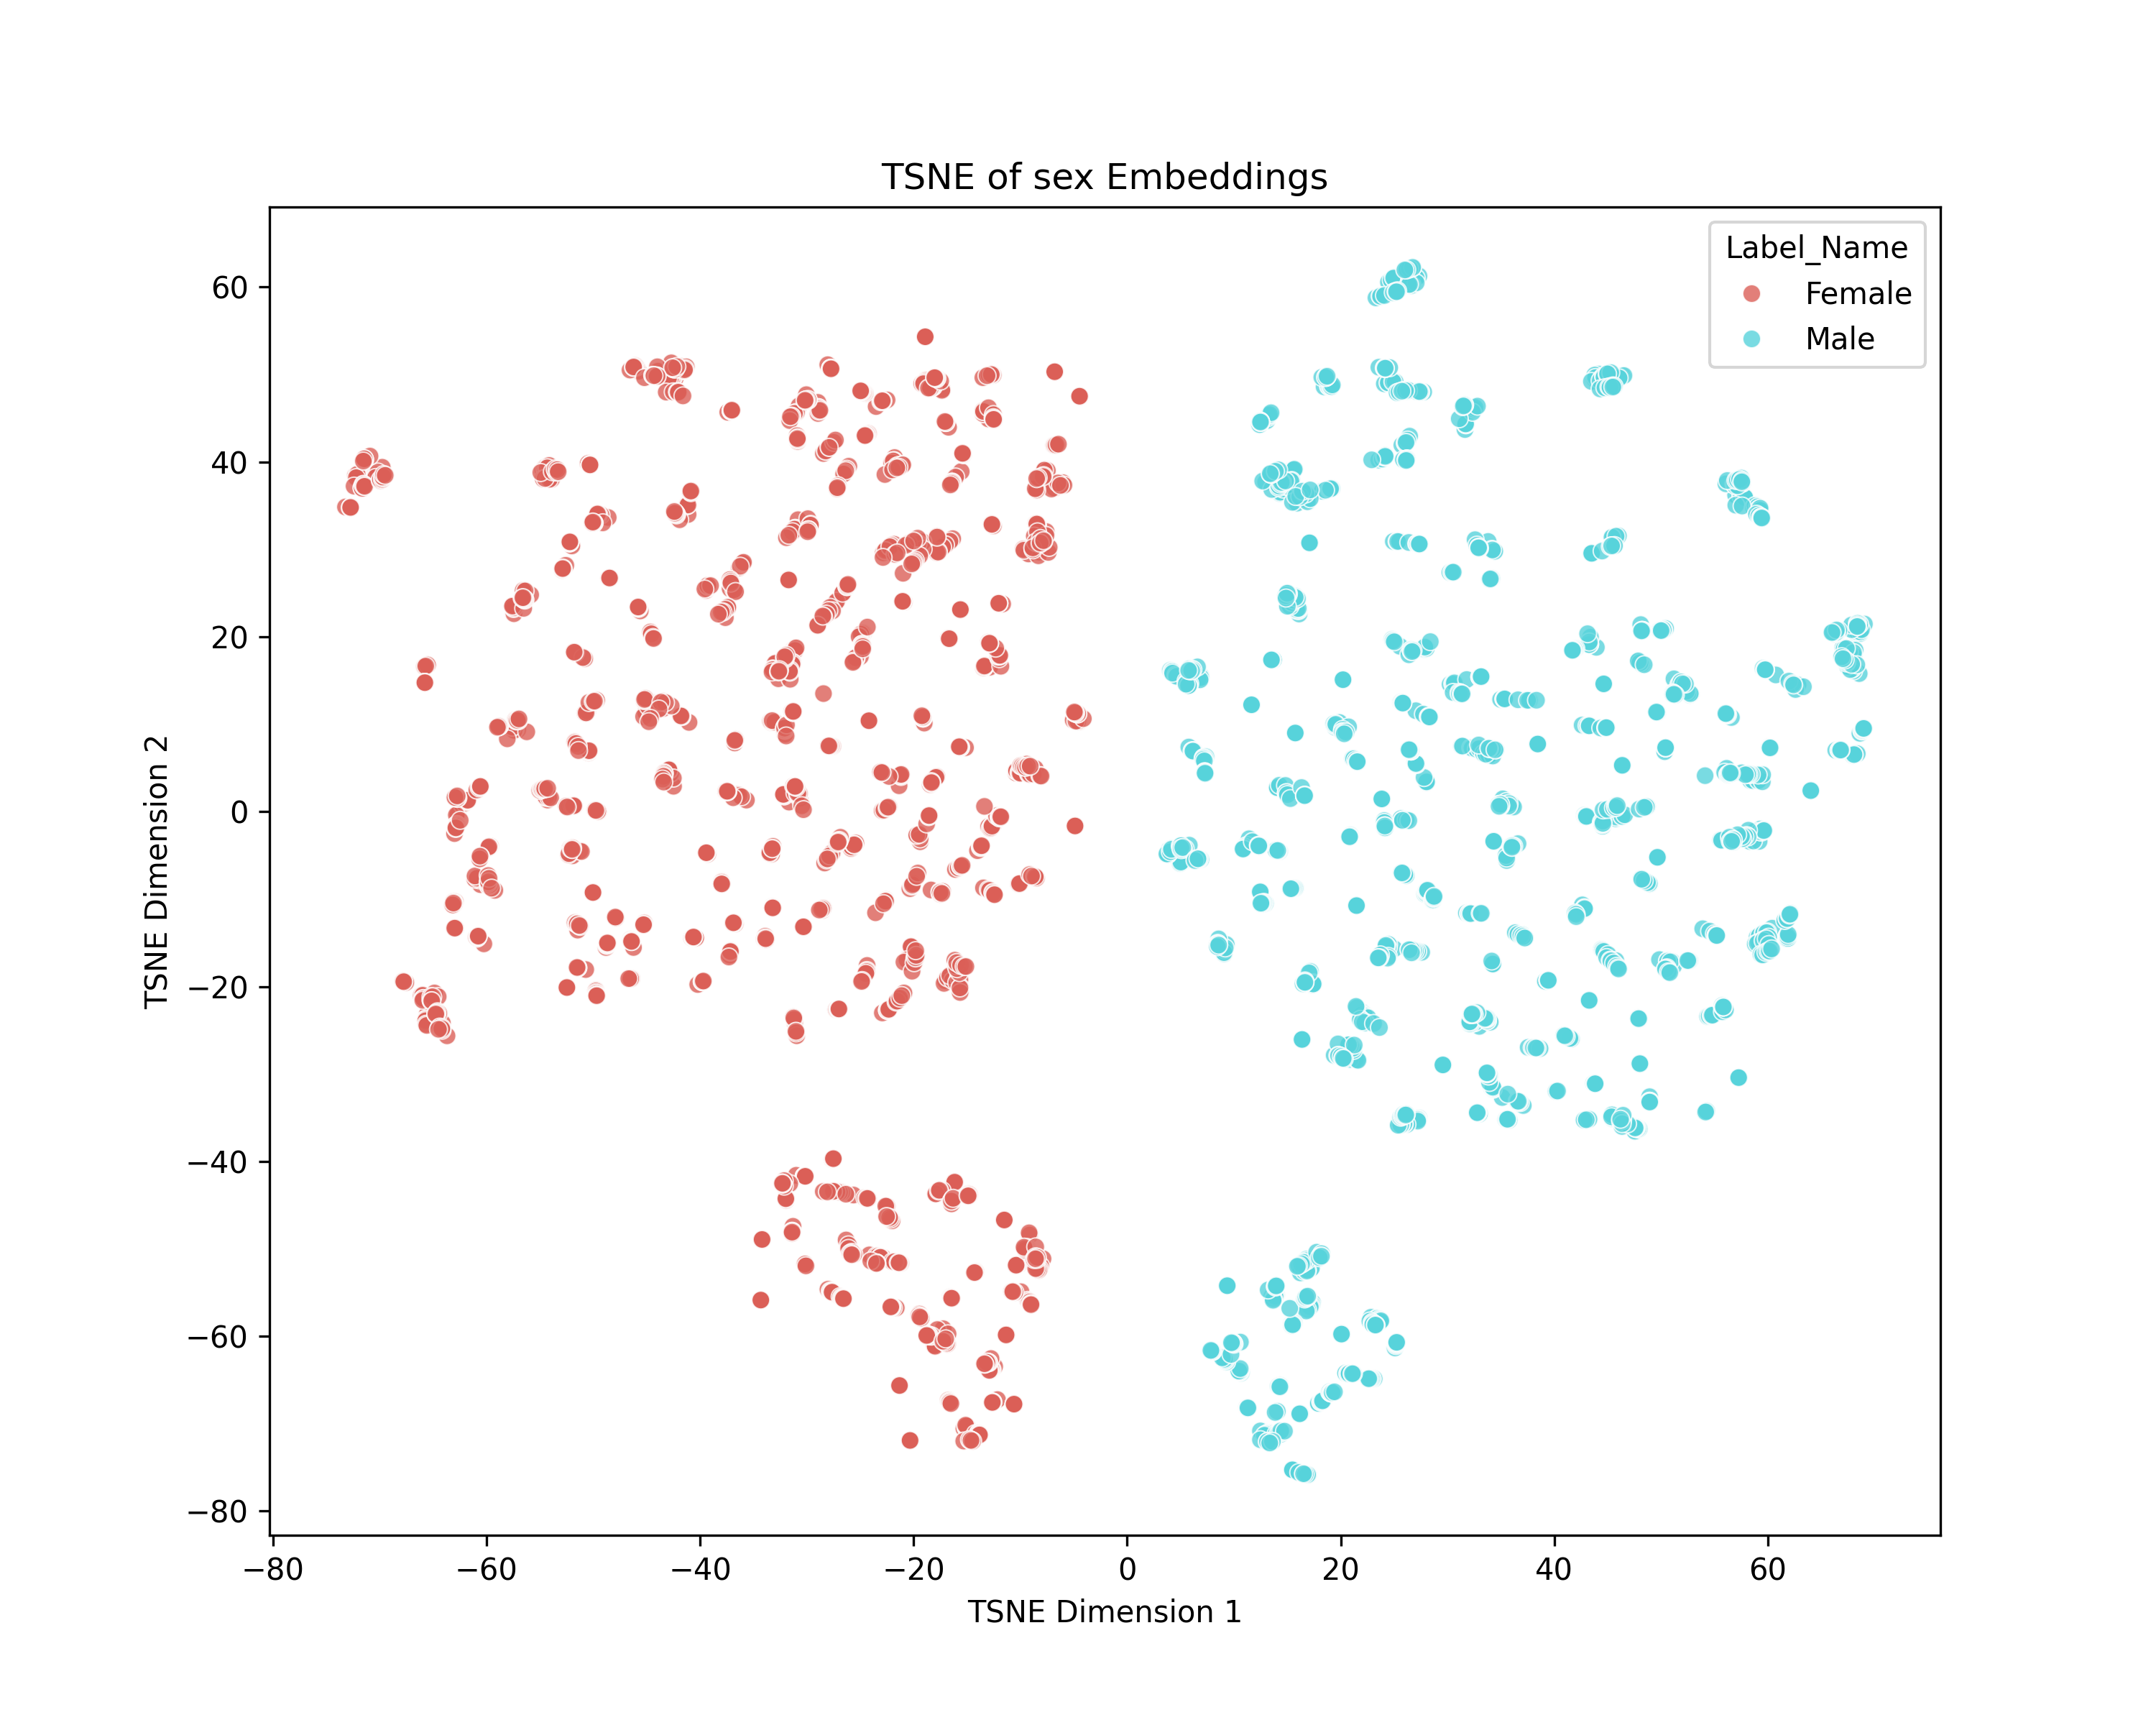 TSNE of sex Embeddings
Label_Name
Female
Male
60
40
20
0
−20
−40
−60
−80
TSNE Dimension 2
−80 −60 −40 −20 0 20 40 60
TSNE Dimension 1